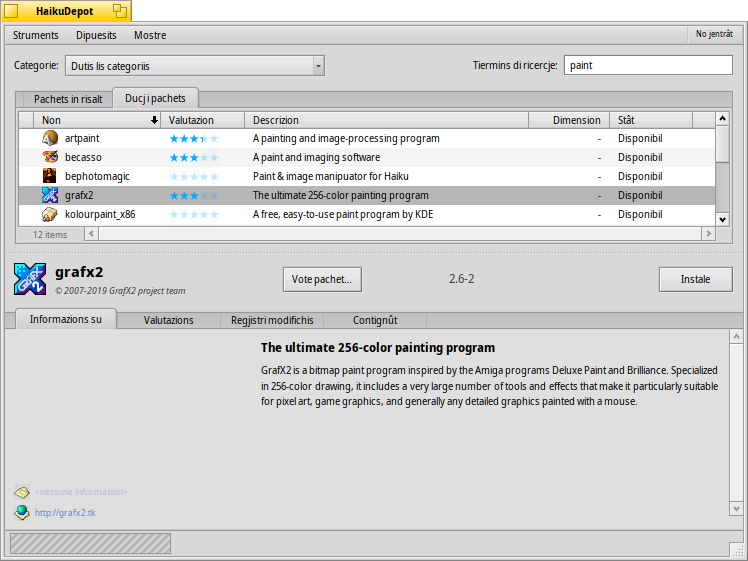 HaikuDepot
Struments Dipuesits Mostre No jentrât
Categorie: Dutis lis categoriis Tiermins di ricercje: paint
Pachets in risalt Ducj i pachets
Non Valutazion Descrizion Dimension Stât
artpaint A painting and image-processing program - Disponibil
becasso A paint and imaging software - Disponibil
bephotomagic Paint & image manipuator for Haiku - Disponibil
grafx2 The ultimate 256-color painting program - Disponibil
kolourpaint_x86 A free, easy-to-use paint program by KDE - Disponibil
12 items
grafx2
© 2007-2019 GrafX2 project team
Vote pachet... 2.6-2 Instale
Informazions su Valutazions Regjistri modifichis Contignût
The ultimate 256-color painting program
GrafX2 is a bitmap paint program inspired by the Amiga programs Deluxe Paint and Brilliance. Specialized
in 256-color drawing, it includes a very large number of tools and effects that make it particularly suitable
for pixel art, game graphics, and generally any detailed graphics painted with a mouse.
<nessune informazion>
http://grafx2.tk